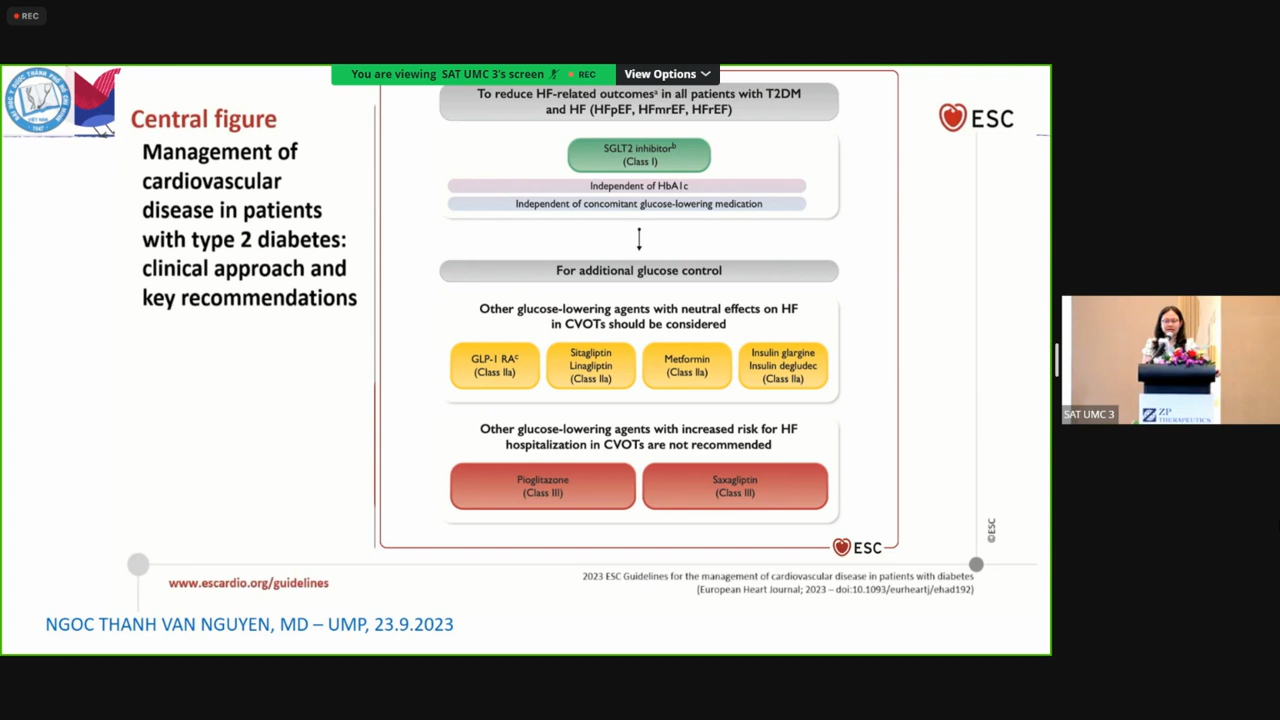 REC
You are viewing SAT UMC 3's screen REC View Options
Central figure
Management of
cardiovascular
disease in patients
with type 2 diabetes:
clinical approach and
key recommendations
To reduce HF-related outcomesᵃ in all patients with T2DM
and HF (HFpEF, HFmrEF, HFrEF)
SGLT2 inhibitorᵇ
(Class I)
Independent of HbA1c
Independent of concomitant glucose-lowering medication
For additional glucose control
Other glucose-lowering agents with neutral effects on HF
in CVOTs should be considered
GLP-1 RAᶜ
(Class IIa)
Sitagliptin
Linagliptin
(Class IIa)
Metformin
(Class IIa)
Insulin glargine
Insulin degludec
(Class IIa)
Other glucose-lowering agents with increased risk for HF
hospitalization in CVOTs are not recommended
Pioglitazone
(Class III)
Saxagliptin
(Class III)
ESC
ESC
©ESC
www.escardio.org/guidelines
2023 ESC Guidelines for the management of cardiovascular disease in patients with diabetes
(European Heart Journal; 2023 – doi:10.1093/eurheartj/ehad192)
NGOC THANH VAN NGUYEN, MD – UMP, 23.9.2023
SAT UMC 3
ZP
THERAPEUTICS